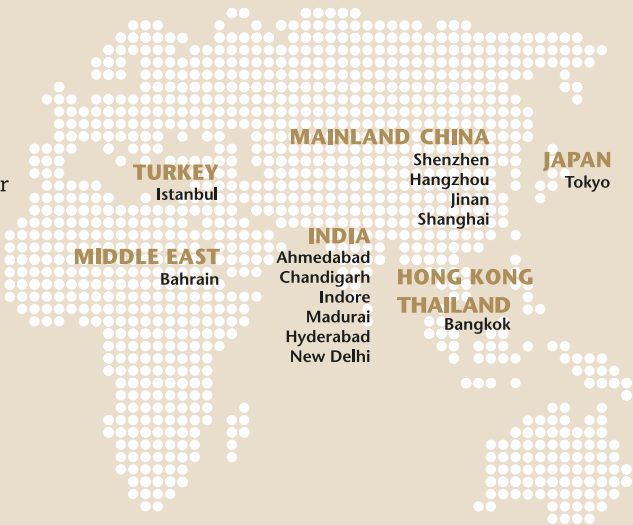 MAINLAND CHINA
Shenzhen
Hangzhou
Jinan
Shanghai
JAPAN
Tokyo
TURKEY
Istanbul
r
INDIA
Ahmedabad
Chandigarh
Indore
Madurai
Hyderabad
New Delhi
MIDDLE EAST
Bahrain
HONG KONG
THAILAND
Bangkok